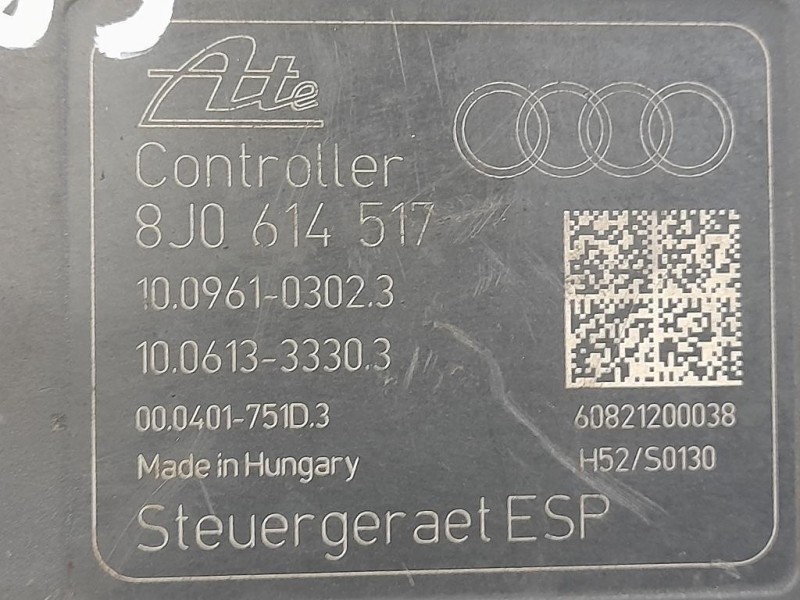 Ate
Controller
8J0 614 517
10.0961-0302.3
10.0613-3330.3
00.0401-751D.3
60821200038
Made in Hungary
H52/S0130
Steuergeraet ESP